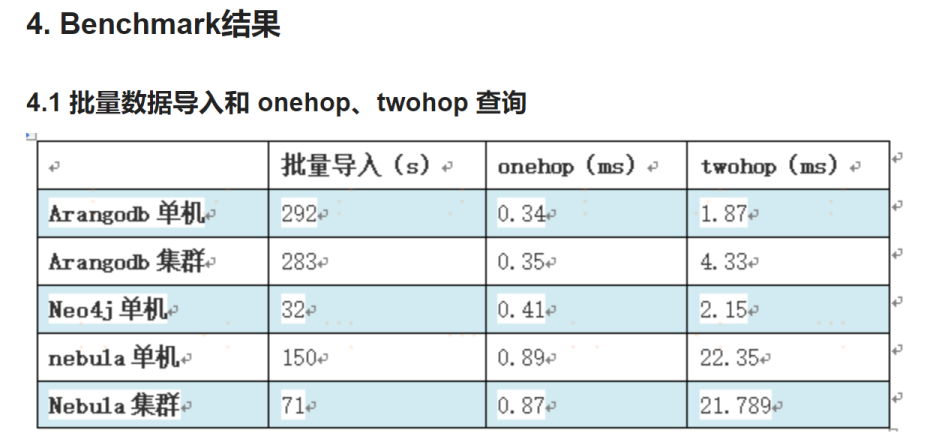 4. Benchmark结果
4.1 批量数据导入和 onehop、twohop 查询
批量导入（s） onehop（ms） twohop（ms）
Arangodb 单机 292 0.34 1.87
Arangodb 集群 283 0.35 4.33
Neo4j 单机 32 0.41 2.15
nebula 单机 150 0.89 22.35
Nebula 集群 71 0.87 21.789